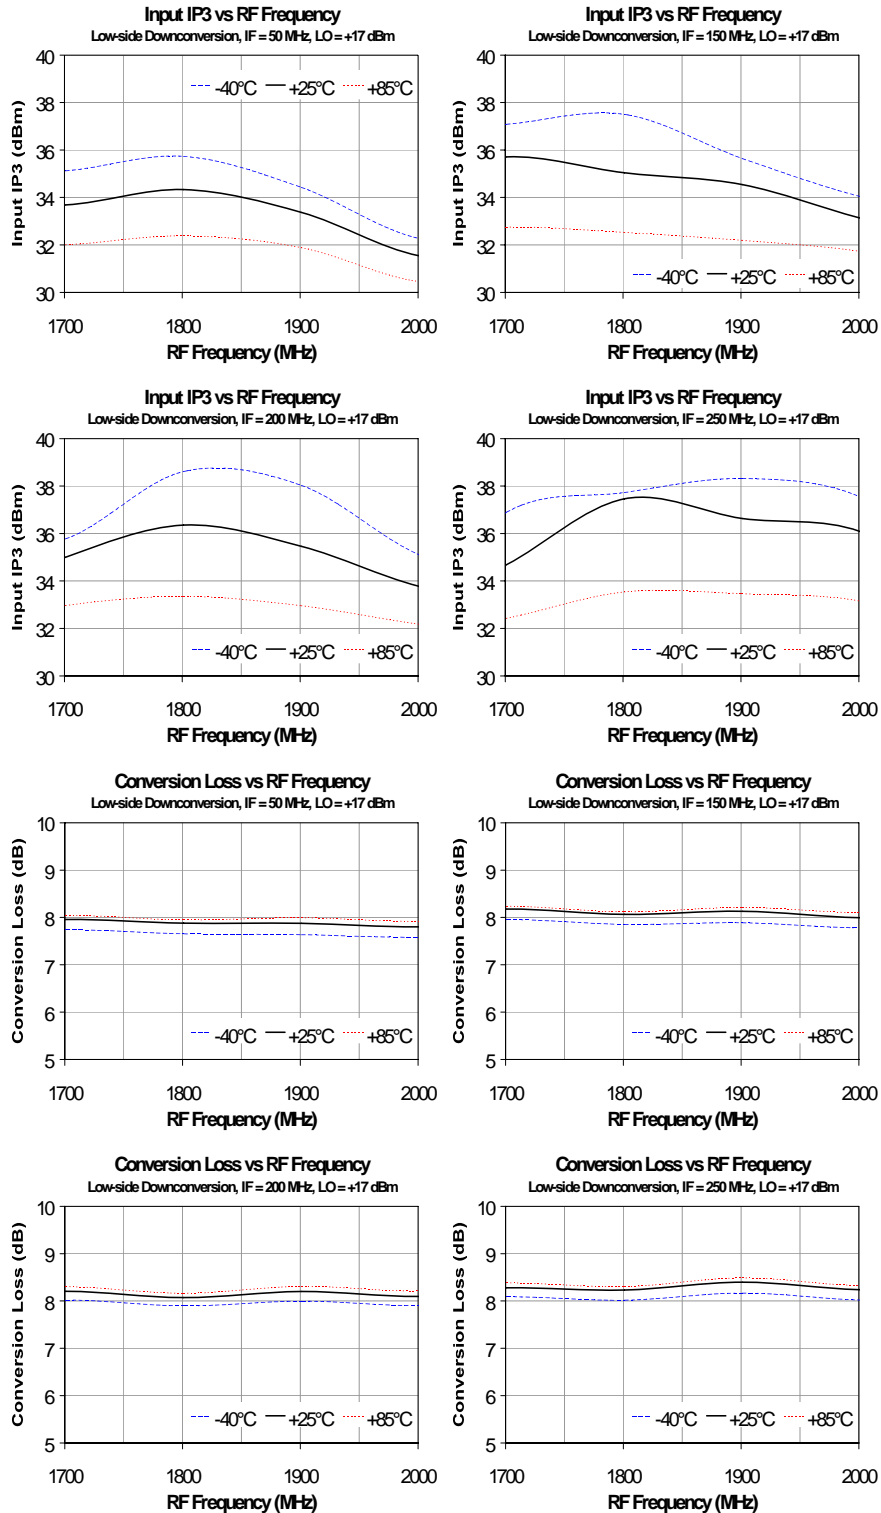 Input IP3 vs RF Frequency
Low-side Downconversion, IF = 50 MHz, LO = +17 dBm
40
38
36
34
32
30
Input IP3 (dBm)
-40°C +25°C +85°C
1700 1800 1900 2000
RF Frequency (MHz)
Input IP3 vs RF Frequency
Low-side Downconversion, IF = 150 MHz, LO = +17 dBm
40
38
36
34
32
30
Input IP3 (dBm)
-40°C +25°C +85°C
1700 1800 1900 2000
RF Frequency (MHz)
Input IP3 vs RF Frequency
Low-side Downconversion, IF = 200 MHz, LO = +17 dBm
40
38
36
34
32
30
Input IP3 (dBm)
-40°C +25°C +85°C
1700 1800 1900 2000
RF Frequency (MHz)
Input IP3 vs RF Frequency
Low-side Downconversion, IF = 250 MHz, LO = +17 dBm
40
38
36
34
32
30
Input IP3 (dBm)
-40°C +25°C +85°C
1700 1800 1900 2000
RF Frequency (MHz)
Conversion Loss vs RF Frequency
Low-side Downconversion, IF = 50 MHz, LO = +17 dBm
10
9
8
7
6
5
Conversion Loss (dB)
-40°C +25°C +85°C
1700 1800 1900 2000
RF Frequency (MHz)
Conversion Loss vs RF Frequency
Low-side Downconversion, IF = 150 MHz, LO = +17 dBm
10
9
8
7
6
5
Conversion Loss (dB)
-40°C +25°C +85°C
1700 1800 1900 2000
RF Frequency (MHz)
Conversion Loss vs RF Frequency
Low-side Downconversion, IF = 200 MHz, LO = +17 dBm
10
9
8
7
6
5
Conversion Loss (dB)
-40°C +25°C +85°C
1700 1800 1900 2000
RF Frequency (MHz)
Conversion Loss vs RF Frequency
Low-side Downconversion, IF = 250 MHz, LO = +17 dBm
10
9
8
7
6
5
Conversion Loss (dB)
-40°C +25°C +85°C
1700 1800 1900 2000
RF Frequency (MHz)